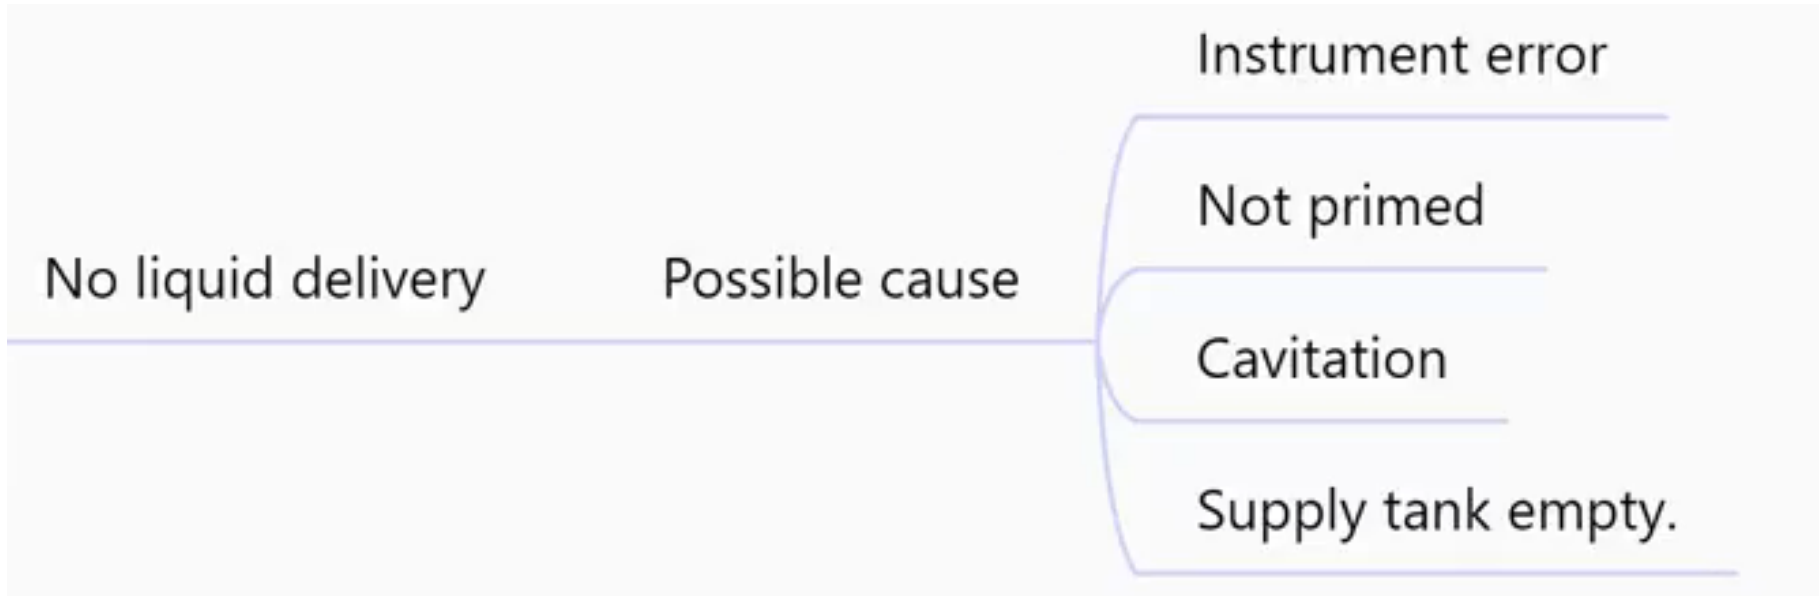 No liquid delivery
Possible cause
Instrument error
Not primed
Cavitation
Supply tank empty.